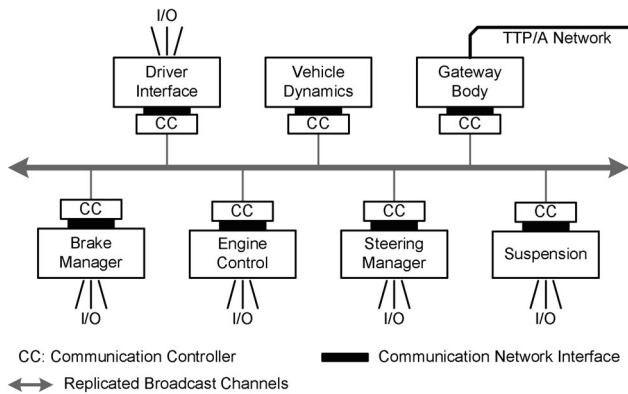 I/O
TTP/A Network
Driver
Interface
Vehicle
Dynamics
Gateway
Body
CC
CC
CC
CC
CC
CC
CC
Brake
Manager
Engine
Control
Steering
Manager
Suspension
I/O
I/O
I/O
I/O
CC: Communication Controller
Communication Network Interface
Replicated Broadcast Channels